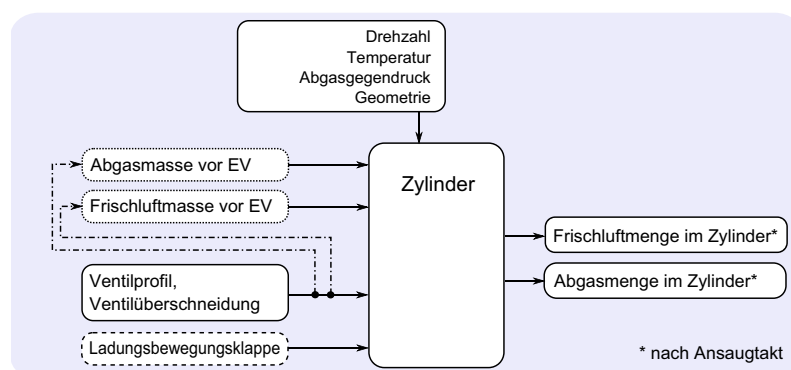 Drehzahl
Temperatur
Abgasgegendruck
Geometrie
Abgasmasse vor EV
Frischluftmasse vor EV
Zylinder
Ventilprofil,
Ventilüberschneidung
Ladungsbewegungsklappe
Frischluftmenge im Zylinder*
Abgasmenge im Zylinder*
* nach Ansaugtakt